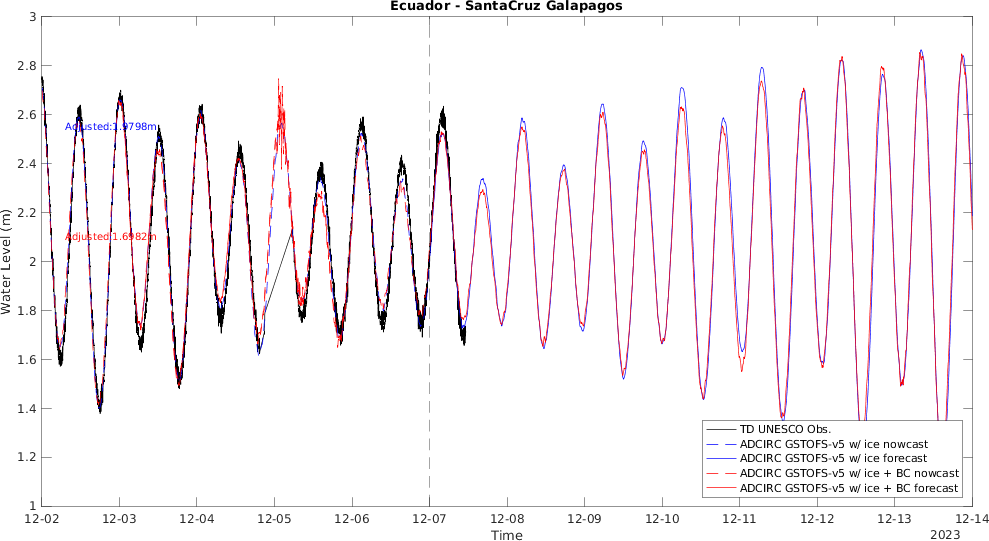 Ecuador - SantaCruz Galapagos
Water Level (m)
3
2.8
2.6
2.4
2.2
2
1.8
1.6
1.4
1.2
1
Adjusted:1.9798m
Adjusted:1.6982m
TD UNESCO Obs.
ADCIRC GSTOFS-v5 w/ ice nowcast
ADCIRC GSTOFS-v5 w/ ice forecast
ADCIRC GSTOFS-v5 w/ ice + BC nowcast
ADCIRC GSTOFS-v5 w/ ice + BC forecast
12-02 12-03 12-04 12-05 12-06 12-07 12-08 12-09 12-10 12-11 12-12 12-13 12-14
Time
2023